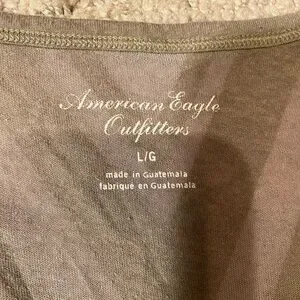 American Eagle
Outfitters
L/G
made in Guatemala
fabriqué en Guatemala